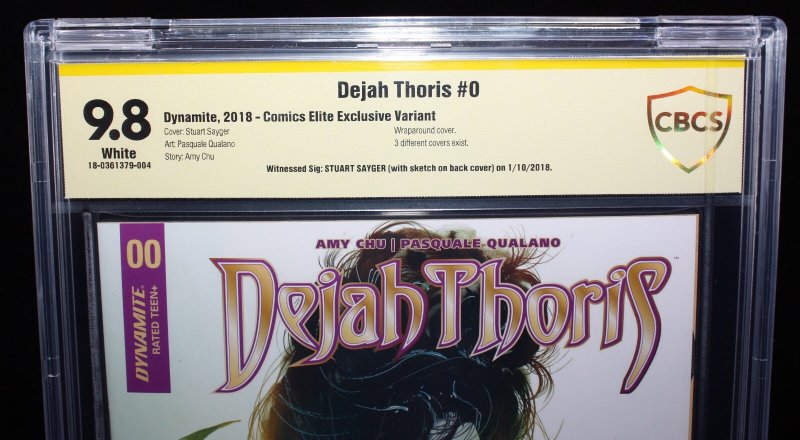 Dejah Thoris #0
9.8
White
18-0361379-004
Dynamite, 2018 - Comics Elite Exclusive Variant
Cover: Stuart Sayger
Art: Pasquale Qualano
Story: Amy Chu
Wraparound cover.
3 different covers exist.
Witnessed Sig: STUART SAYGER (with sketch on back cover) on 1/10/2018.
CBCS
AMY CHU | PASQUALE QUALANO
00
DYNAMITE®
RATED TEEN+
Dejah Thoris™